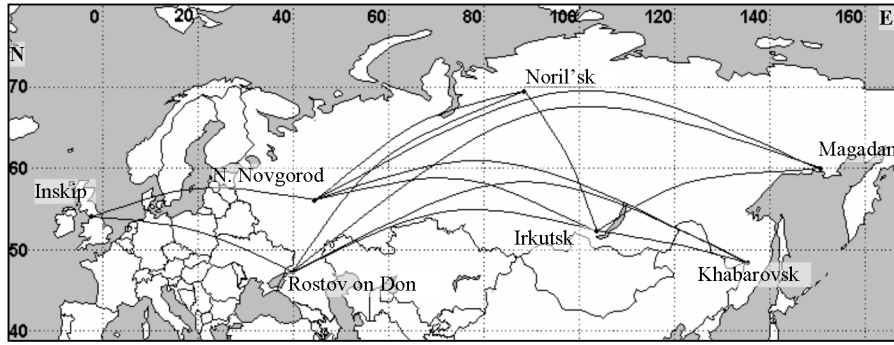 0 20 40 60 80 100 120 140 160 E
N
70
Noril'sk
60
Magadan
N. Novgorod
Inskip
50
Irkutsk
Khabarovsk
Rostov on Don
40